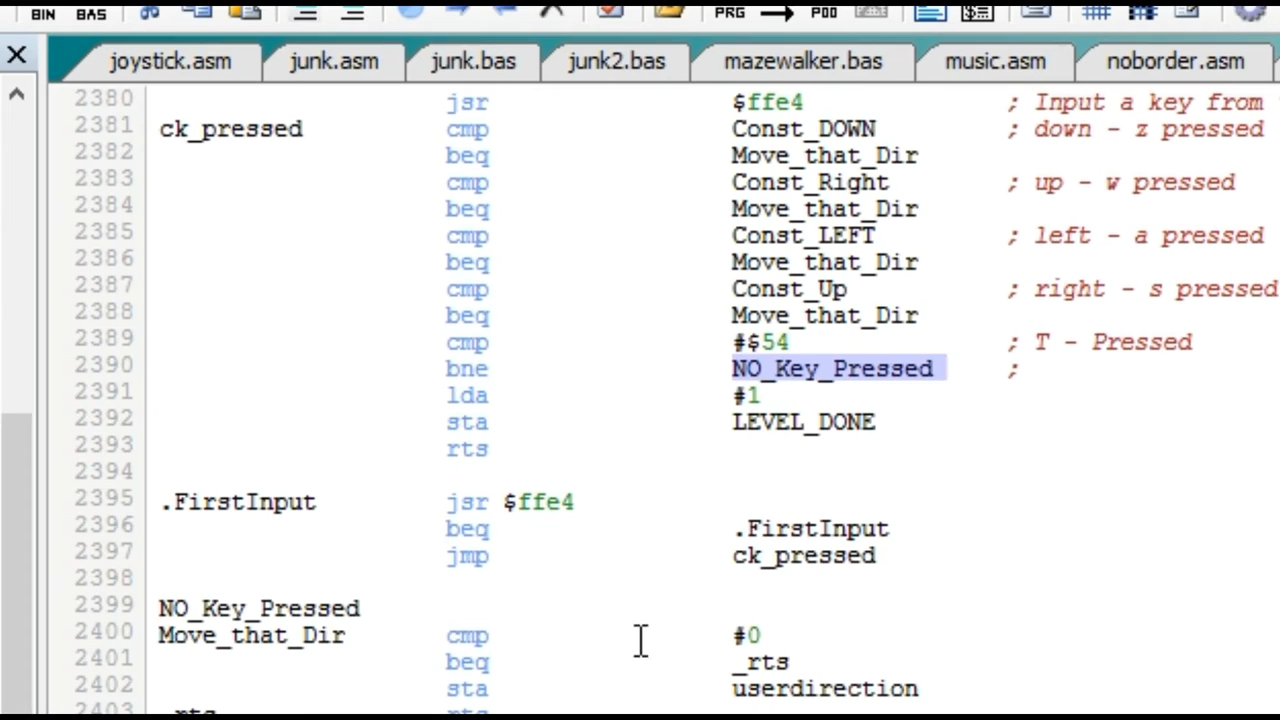 BIN BAS PRG POO
joystick.asm junk.asm junk.bas junk2.bas mazewalker.bas music.asm noborder.asm
2380 jsr $ffe4 ; Input a key from
2381 ck_pressed cmp Const_DOWN ; down - z pressed
2382 beq Move_that_Dir
2383 cmp Const_Right ; up - w pressed
2384 beq Move_that_Dir
2385 cmp Const_LEFT ; left - a pressed
2386 beq Move_that_Dir
2387 cmp Const_Up ; right - s pressed
2388 beq Move_that_Dir
2389 cmp #$54 ; T - Pressed
2390 bne NO_Key_Pressed ;
2391 lda #1
2392 sta LEVEL_DONE
2393 rts
2394
2395 .FirstInput jsr $ffe4
2396 beq .FirstInput
2397 jmp ck_pressed
2398
2399 NO_Key_Pressed
2400 Move_that_Dir cmp #0
2401 beq _rts
2402 sta userdirection
2403 _rts rts